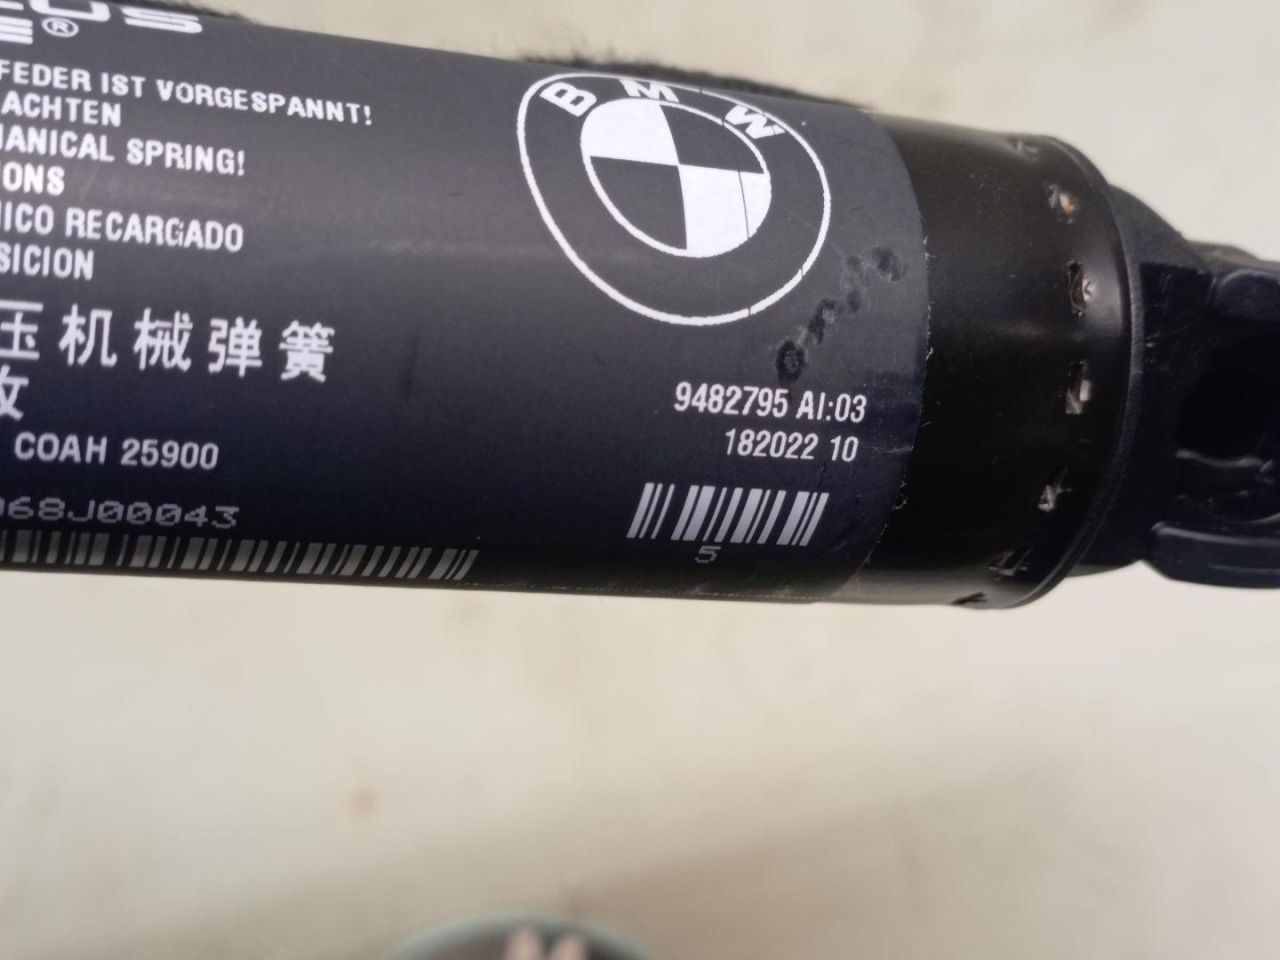 ®
FEDER IST VORGESPANNT!
ACHTEN
ANICAL SPRING!
ONS
ICO RECARGADO
SICION
压机械弹簧
COAH 25900
68J00043
BMW
9482795 AI:03
182022 10
5